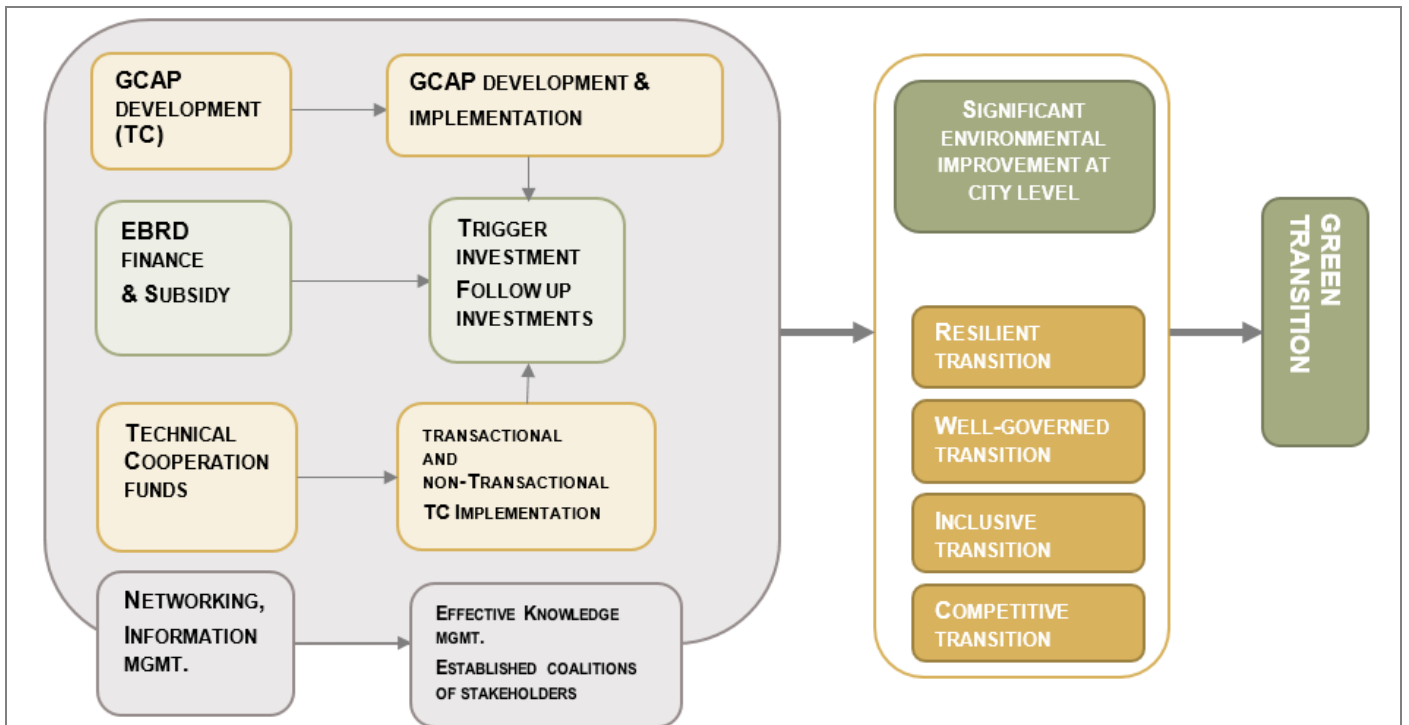 GCAP
DEVELOPMENT
(TC)
GCAP DEVELOPMENT &
IMPLEMENTATION
EBRD
FINANCE
& SUBSIDY
TRIGGER
INVESTMENT
FOLLOW UP
INVESTMENTS
TECHNICAL
COOPERATION
FUNDS
TRANSACTIONAL
AND
NON-TRANSACTIONAL
TC IMPLEMENTATION
NETWORKING,
INFORMATION
MGMT.
EFFECTIVE KNOWLEDGE
MGMT.
ESTABLISHED COALITIONS
OF STAKEHOLDERS
SIGNIFICANT
ENVIRONMENTAL
IMPROVEMENT AT
CITY LEVEL
RESILIENT
TRANSITION
WELL-GOVERNED
TRANSITION
INCLUSIVE
TRANSITION
COMPETITIVE
TRANSITION
GREEN
TRANSITION